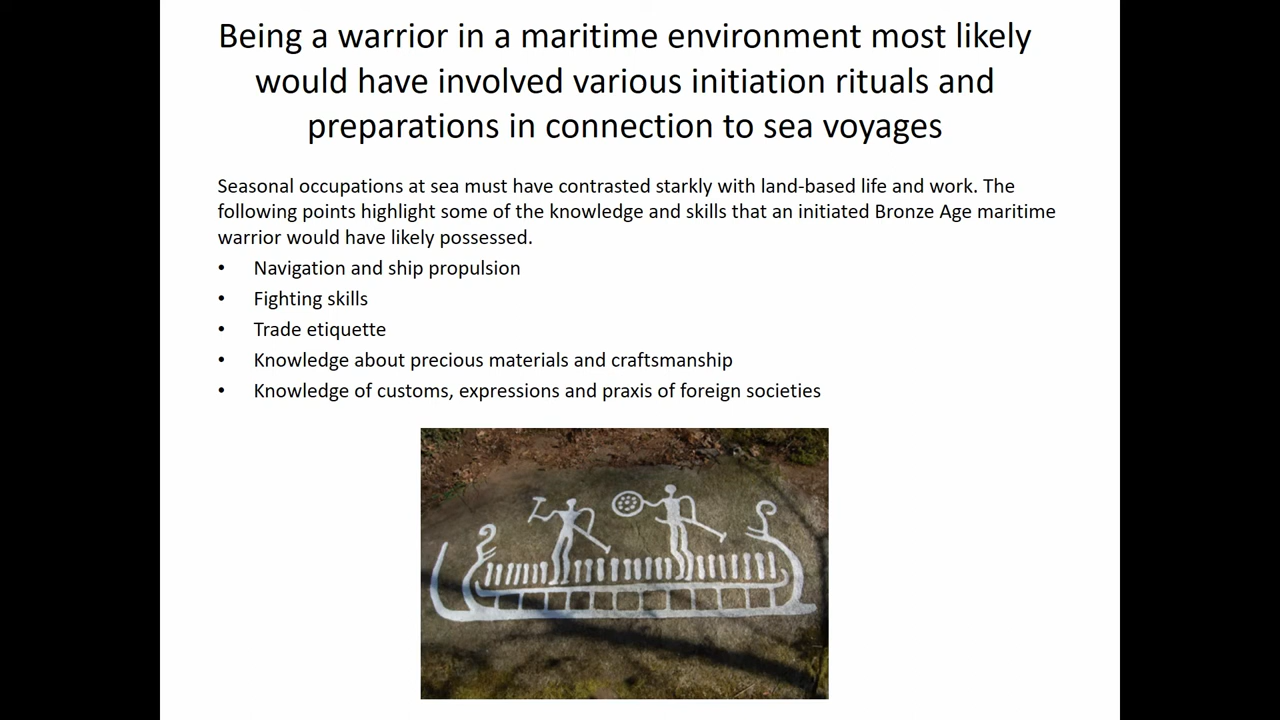 Being a warrior in a maritime environment most likely
would have involved various initiation rituals and
preparations in connection to sea voyages
Seasonal occupations at sea must have contrasted starkly with land-based life and work. The
following points highlight some of the knowledge and skills that an initiated Bronze Age maritime
warrior would have likely possessed.
• Navigation and ship propulsion
• Fighting skills
• Trade etiquette
• Knowledge about precious materials and craftsmanship
• Knowledge of customs, expressions and praxis of foreign societies